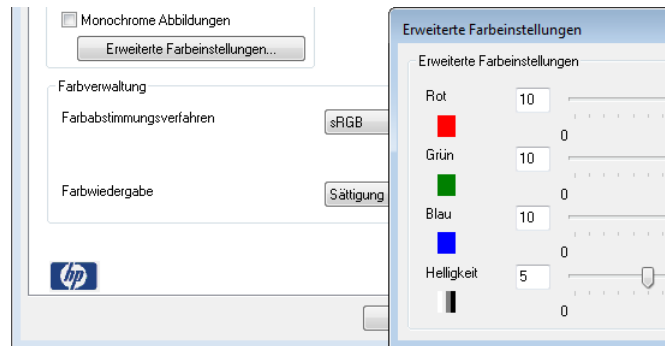 Monochrome Abbildungen
Erweiterte Farbeinstellungen...
Farbverwaltung
Farbabstimmungsverfahren
sRGB
Farbwiedergabe
Sättigung
hp
Erweiterte Farbeinstellungen
Erweiterte Farbeinstellungen
Rot
10
0
Grün
10
0
Blau
10
0
Helligkeit
5
0